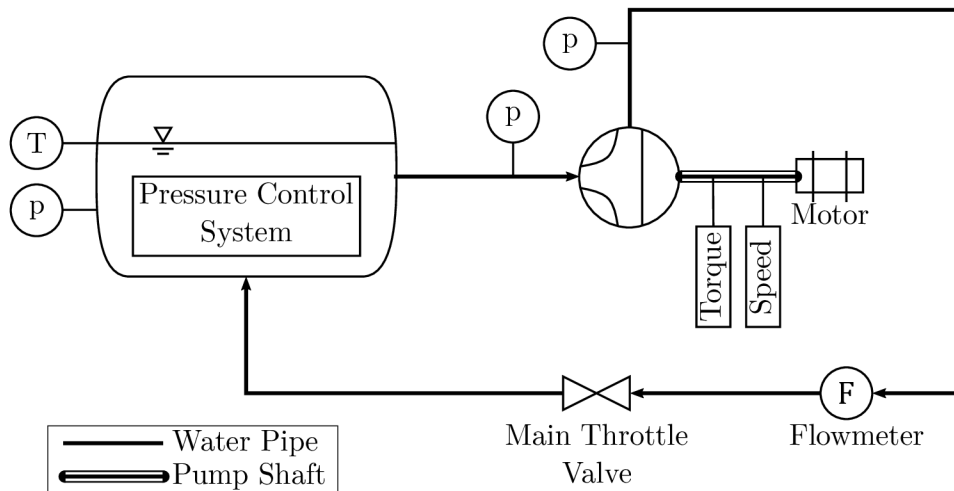 p
p
T
p
Pressure Control
System
Motor
Torque
Speed
F
Main Throttle
Valve
Flowmeter
Water Pipe
Pump Shaft